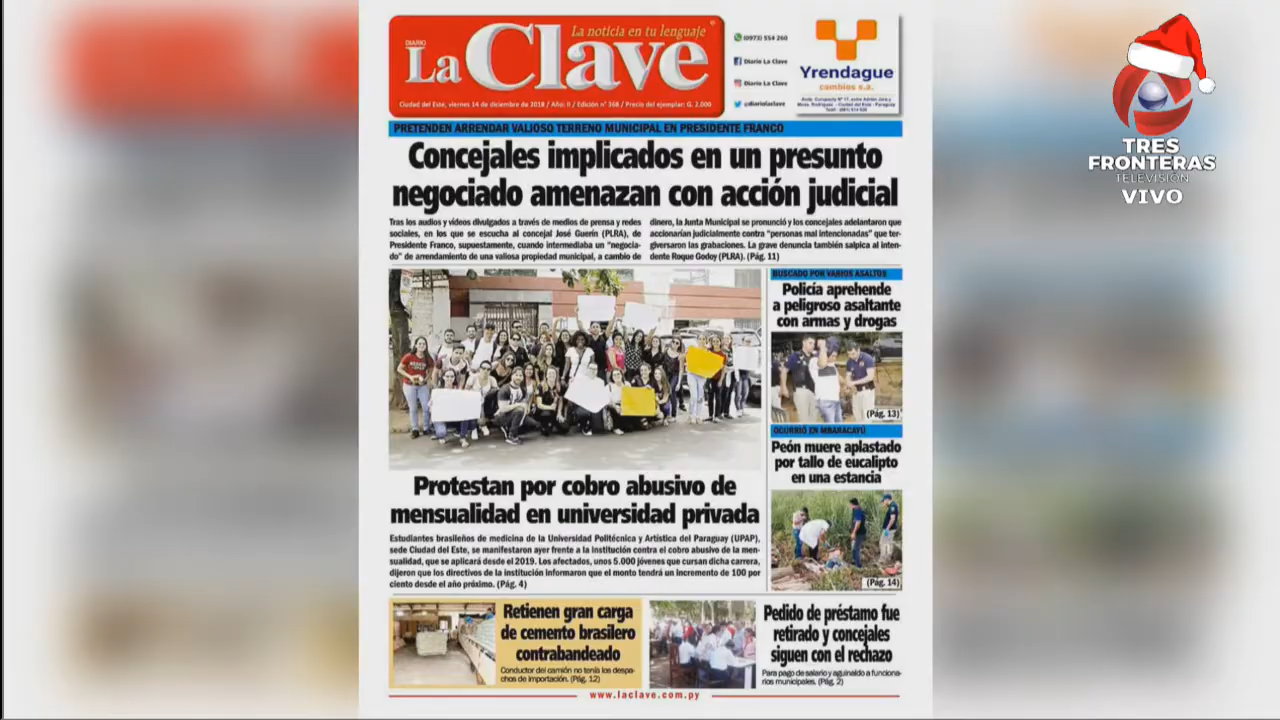 La noticia en tu lenguaje
DIARIO
La Clave
Ciudad del Este, viernes 14 de diciembre de 2018 / Año: II / Edición nº 368 / Precio del ejemplar: G. 2.000
(0973) 554 260
Diario La Clave
Diario La Clave
@diariolaclave
Yrendague
cambios s.a.
TRES
FRONTERAS
TELEVISIÓN
VIVO
PRETENDEN ARRENDAR VALIOSO TERRENO MUNICIPAL EN PRESIDENTE FRANCO
Concejales implicados en un presunto
negociado amenazan con acción judicial
Tras los audios y vídeos divulgados a través de medios de prensa y redes
sociales, en los que se escucha al concejal José Guerín (PLRA), de
Presidente Franco, supuestamente, cuando intermediaba un "negocia-
do" de arrendamiento de una valiosa propiedad municipal, a cambio de
dinero, la Junta Municipal se pronunció y los concejales adelantaron que
accionarían judicialmente contra "personas mal intencionadas" que ter-
giversaron las grabaciones. La grave denuncia también salpica al inten-
dente Roque Godoy (PLRA). (Pág. 11)
BUSCADO POR VARIOS ASALTOS
Policía aprehende
a peligroso asaltante
con armas y drogas
(Pág. 13)
OCURRIÓ EN MBARACAYÚ
Peón muere aplastado
por tallo de eucalipto
en una estancia
(Pág. 14)
Protestan por cobro abusivo de
mensualidad en universidad privada
Estudiantes brasileños de medicina de la Universidad Politécnica y Artística del Paraguay (UPAP),
sede Ciudad del Este, se manifestaron ayer frente a la institución contra el cobro abusivo de la men-
sualidad, que se aplicará desde el 2019. Los afectados, unos 5.000 jóvenes que cursan dicha carrera,
dijeron que los directivos de la institución informaron que el monto tendrá un incremento de 100 por
ciento desde el año próximo. (Pág. 4)
Retienen gran carga
de cemento brasilero
contrabandeado
Conductor del camión no tenía los despa-
chos de importación. (Pág. 12)
Pedido de préstamo fue
retirado y concejales
siguen con el rechazo
Para pago de salario y aguinaldo a funciona-
rios municipales. (Pág. 2)
www.laclave.com.py